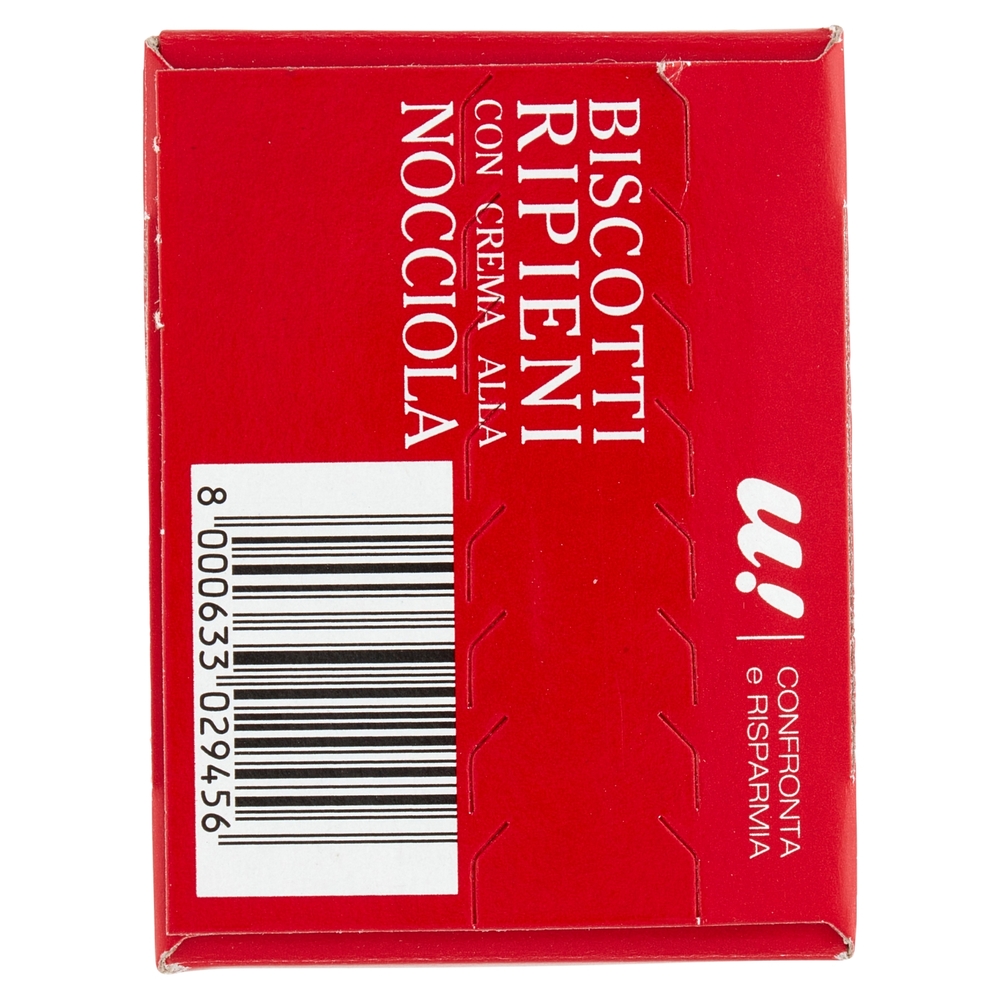 BISCOTTI
RIPIENI
CON CREMA ALLA
NOCCIOLA
u!
CONFRONTA
e RISPARMIA
8 000633 029456